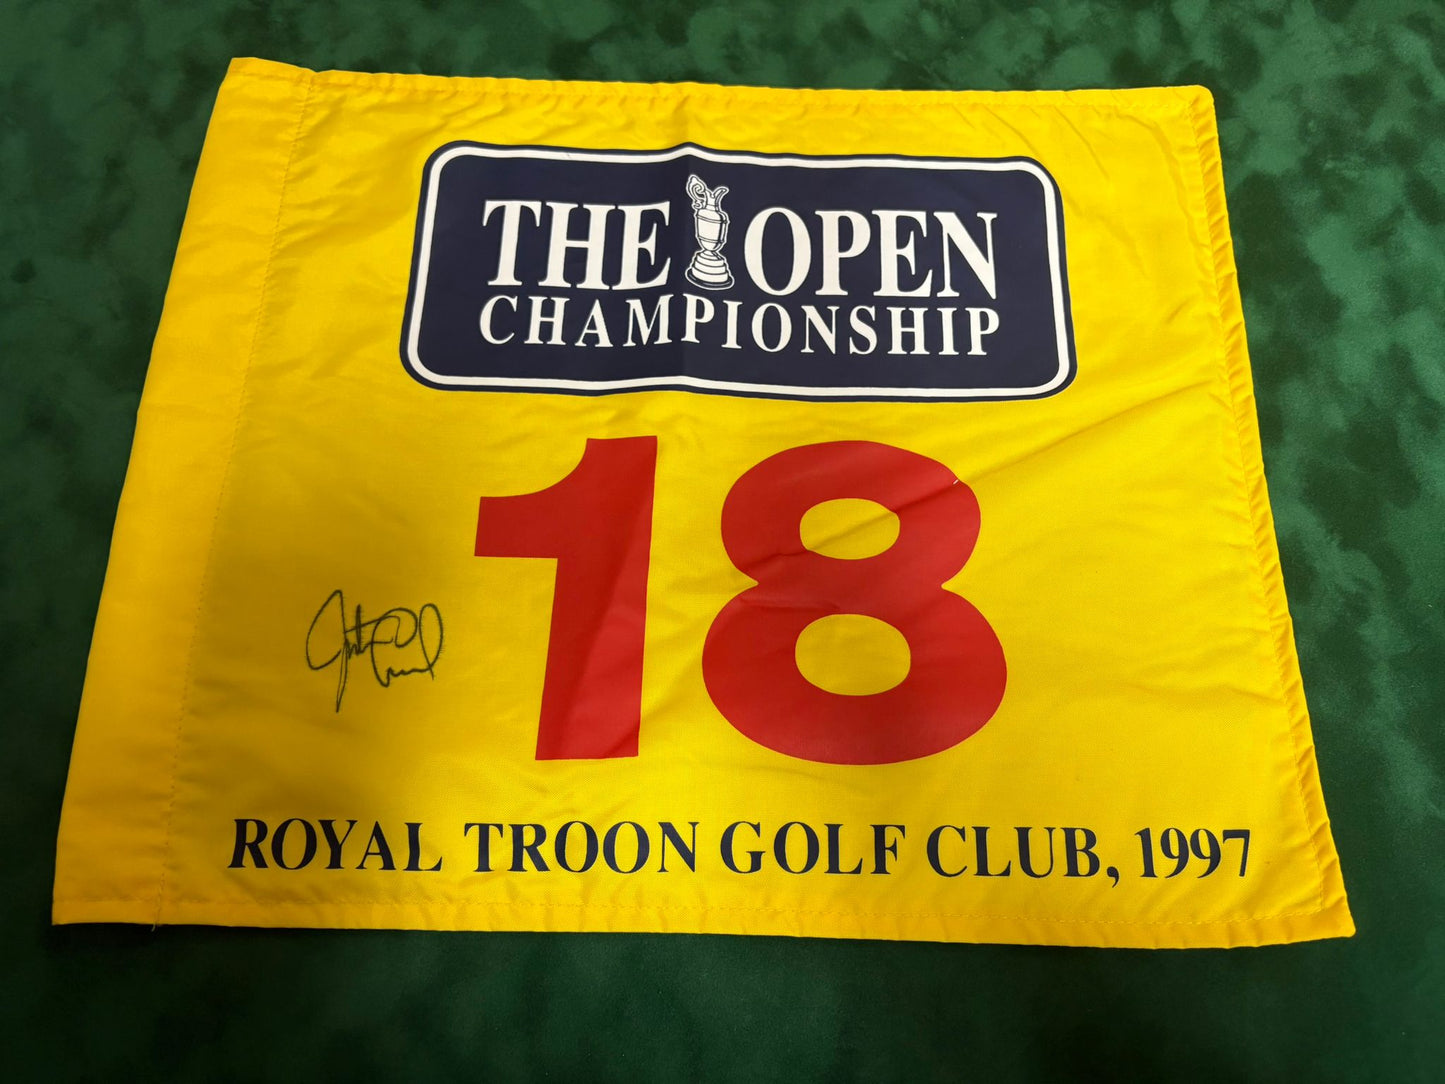 THE OPEN
CHAMPIONSHIP
18
ROYAL TROON GOLF CLUB, 1997